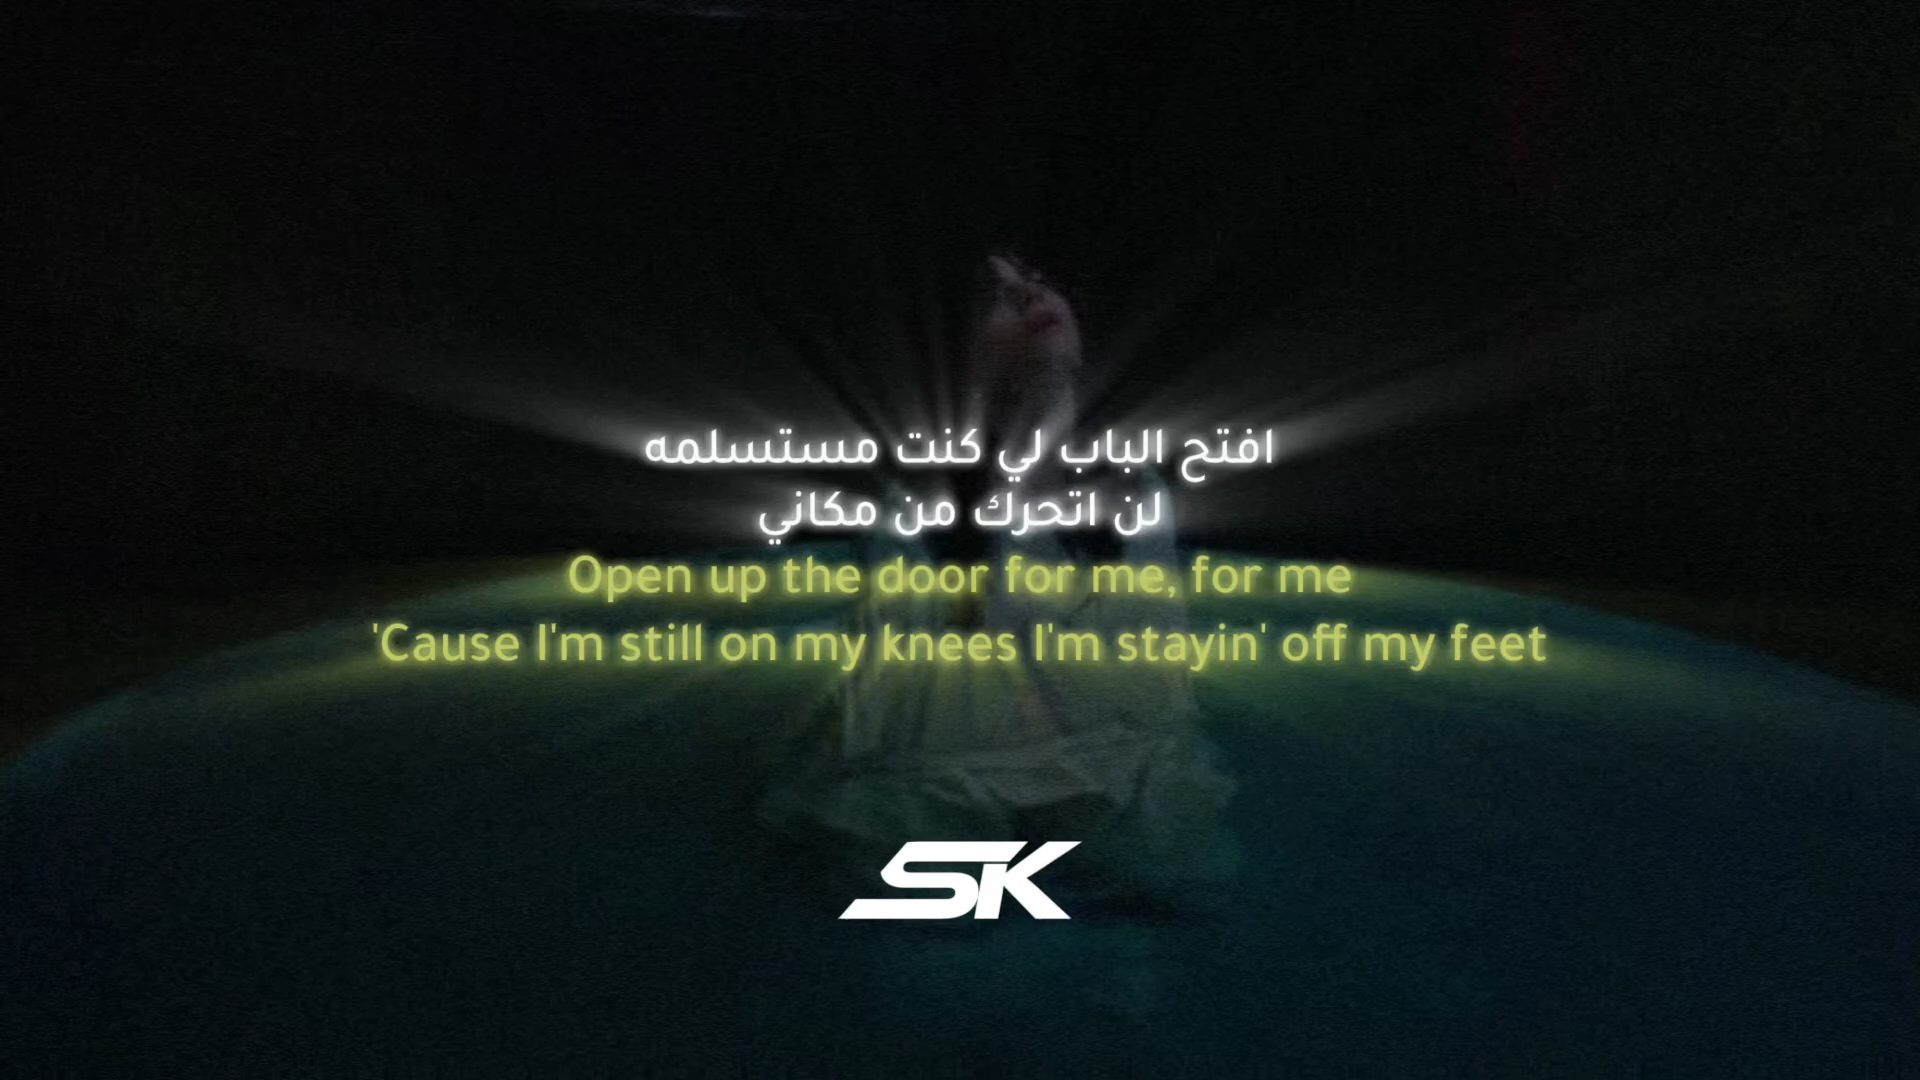 افتح الباب لي كنت مستسلمه
لن اتحرك من مكاني
Open up the door for me, for me
'Cause I'm still on my knees I'm stayin' off my feet
SK